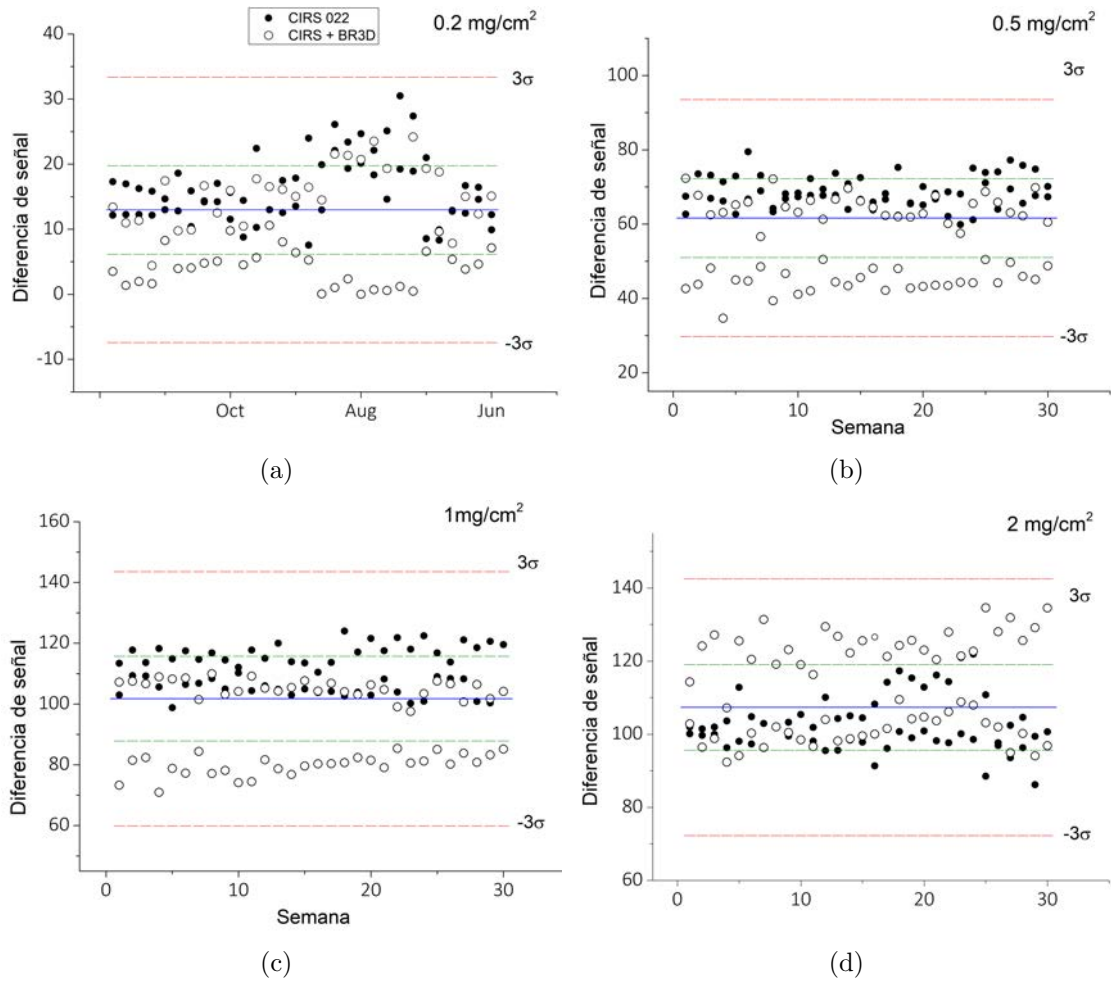 CIRS 022
CIRS + BR3D
0.2 mg/cm²
40
30
20
10
0
-10
Diferencia de señal
3σ
-3σ
Oct
Aug
Jun
(a)
0.5 mg/cm²
100
80
60
40
20
Diferencia de señal
3σ
-3σ
0
10
20
30
Semana
(b)
1mg/cm²
160
140
120
100
80
60
Diferencia de señal
3σ
-3σ
0
10
20
30
Semana
(c)
2 mg/cm²
140
120
100
80
60
Diferencia de señal
3σ
-3σ
0
10
20
30
(d)